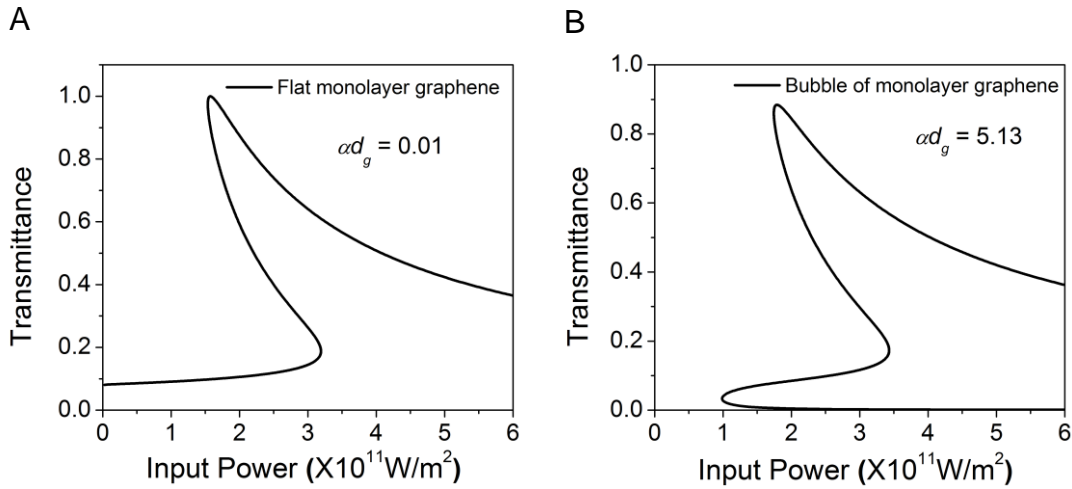 A
Flat monolayer graphene
αd_g = 0.01
Transmittance
1.0
0.8
0.6
0.4
0.2
0.0
0 1 2 3 4 5 6
Input Power (X10^11W/m^2)
B
Bubble of monolayer graphene
αd_g = 5.13
Transmittance
1.0
0.8
0.6
0.4
0.2
0.0
0 1 2 3 4 5 6
Input Power (X10^11W/m^2)